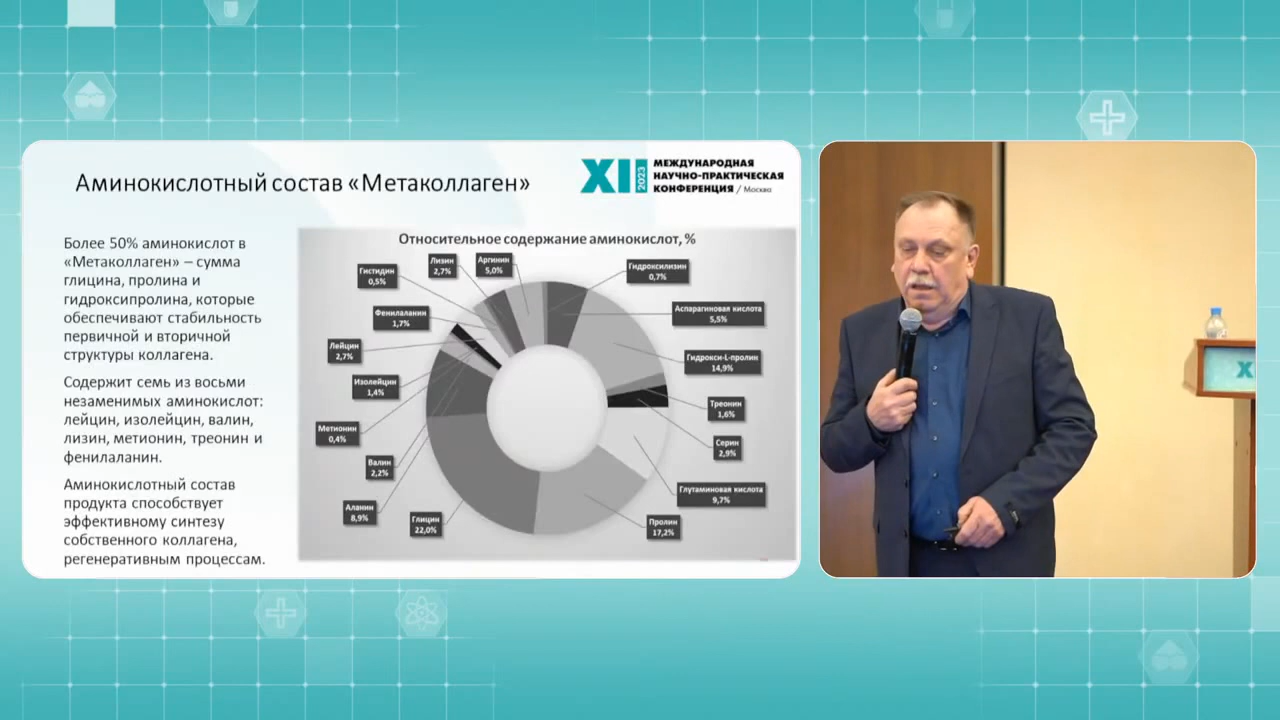 Аминокислотный состав «Метаколлаген»
XII
2023
МЕЖДУНАРОДНАЯ
НАУЧНО-ПРАКТИЧЕСКАЯ
КОНФЕРЕНЦИЯ / Москва
Более 50% аминокислот в
«Метаколлаген» – сумма
глицина, пролина и
гидроксипролина, которые
обеспечивают стабильность
первичной и вторичной
структуры коллагена.
Содержит семь из восьми
незаменимых аминокислот:
лейцин, изолейцин, валин,
лизин, метионин, треонин и
фенилаланин.
Аминокислотный состав
продукта способствует
эффективному синтезу
собственного коллагена,
регенеративным процессам.
Относительное содержание аминокислот, %
Гидроксилизин
0,7%
Аспарагиновая кислота
5,5%
Гидрокси-L-пролин
14,9%
Треонин
1,6%
Серин
2,9%
Глутаминовая кислота
9,7%
Пролин
17,2%
Глицин
22,0%
Аланин
8,9%
Валин
2,2%
Метионин
0,4%
Изолейцин
1,4%
Лейцин
2,7%
Фенилаланин
1,7%
Гистидин
0,5%
Лизин
2,7%
Аргинин
5,0%
X